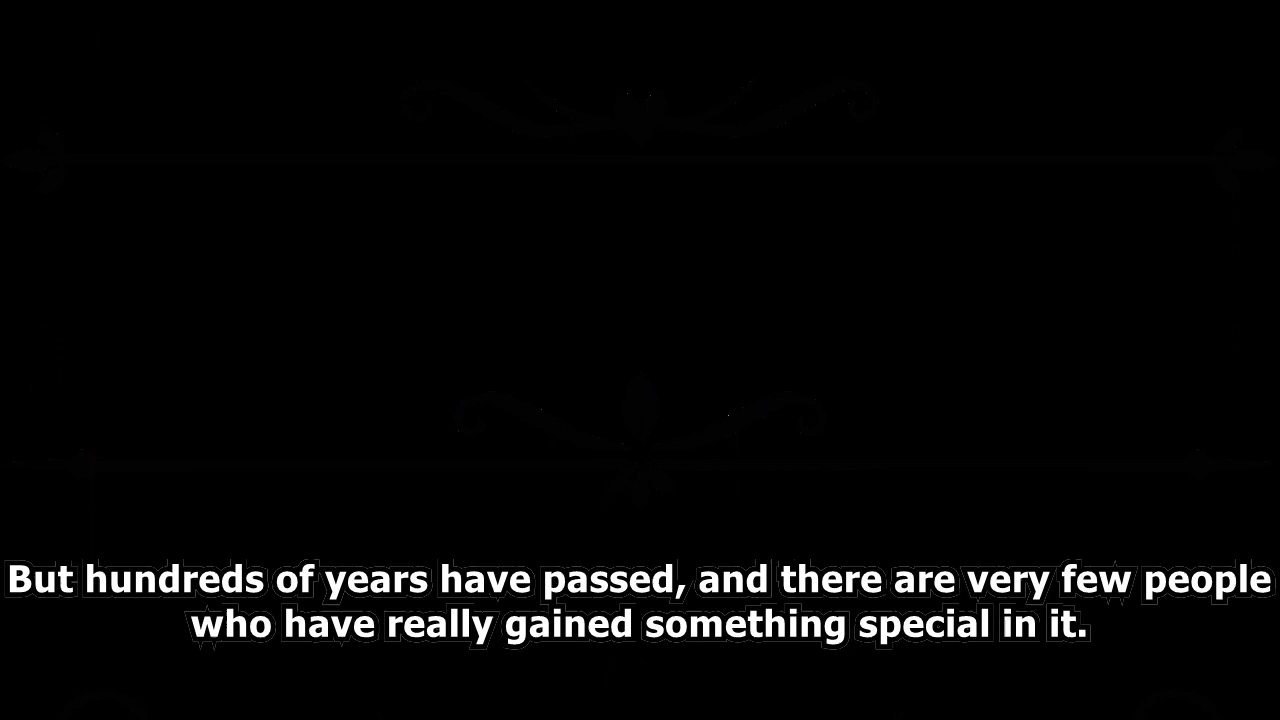 But hundreds of years have passed, and there are very few people
who have really gained something special in it.